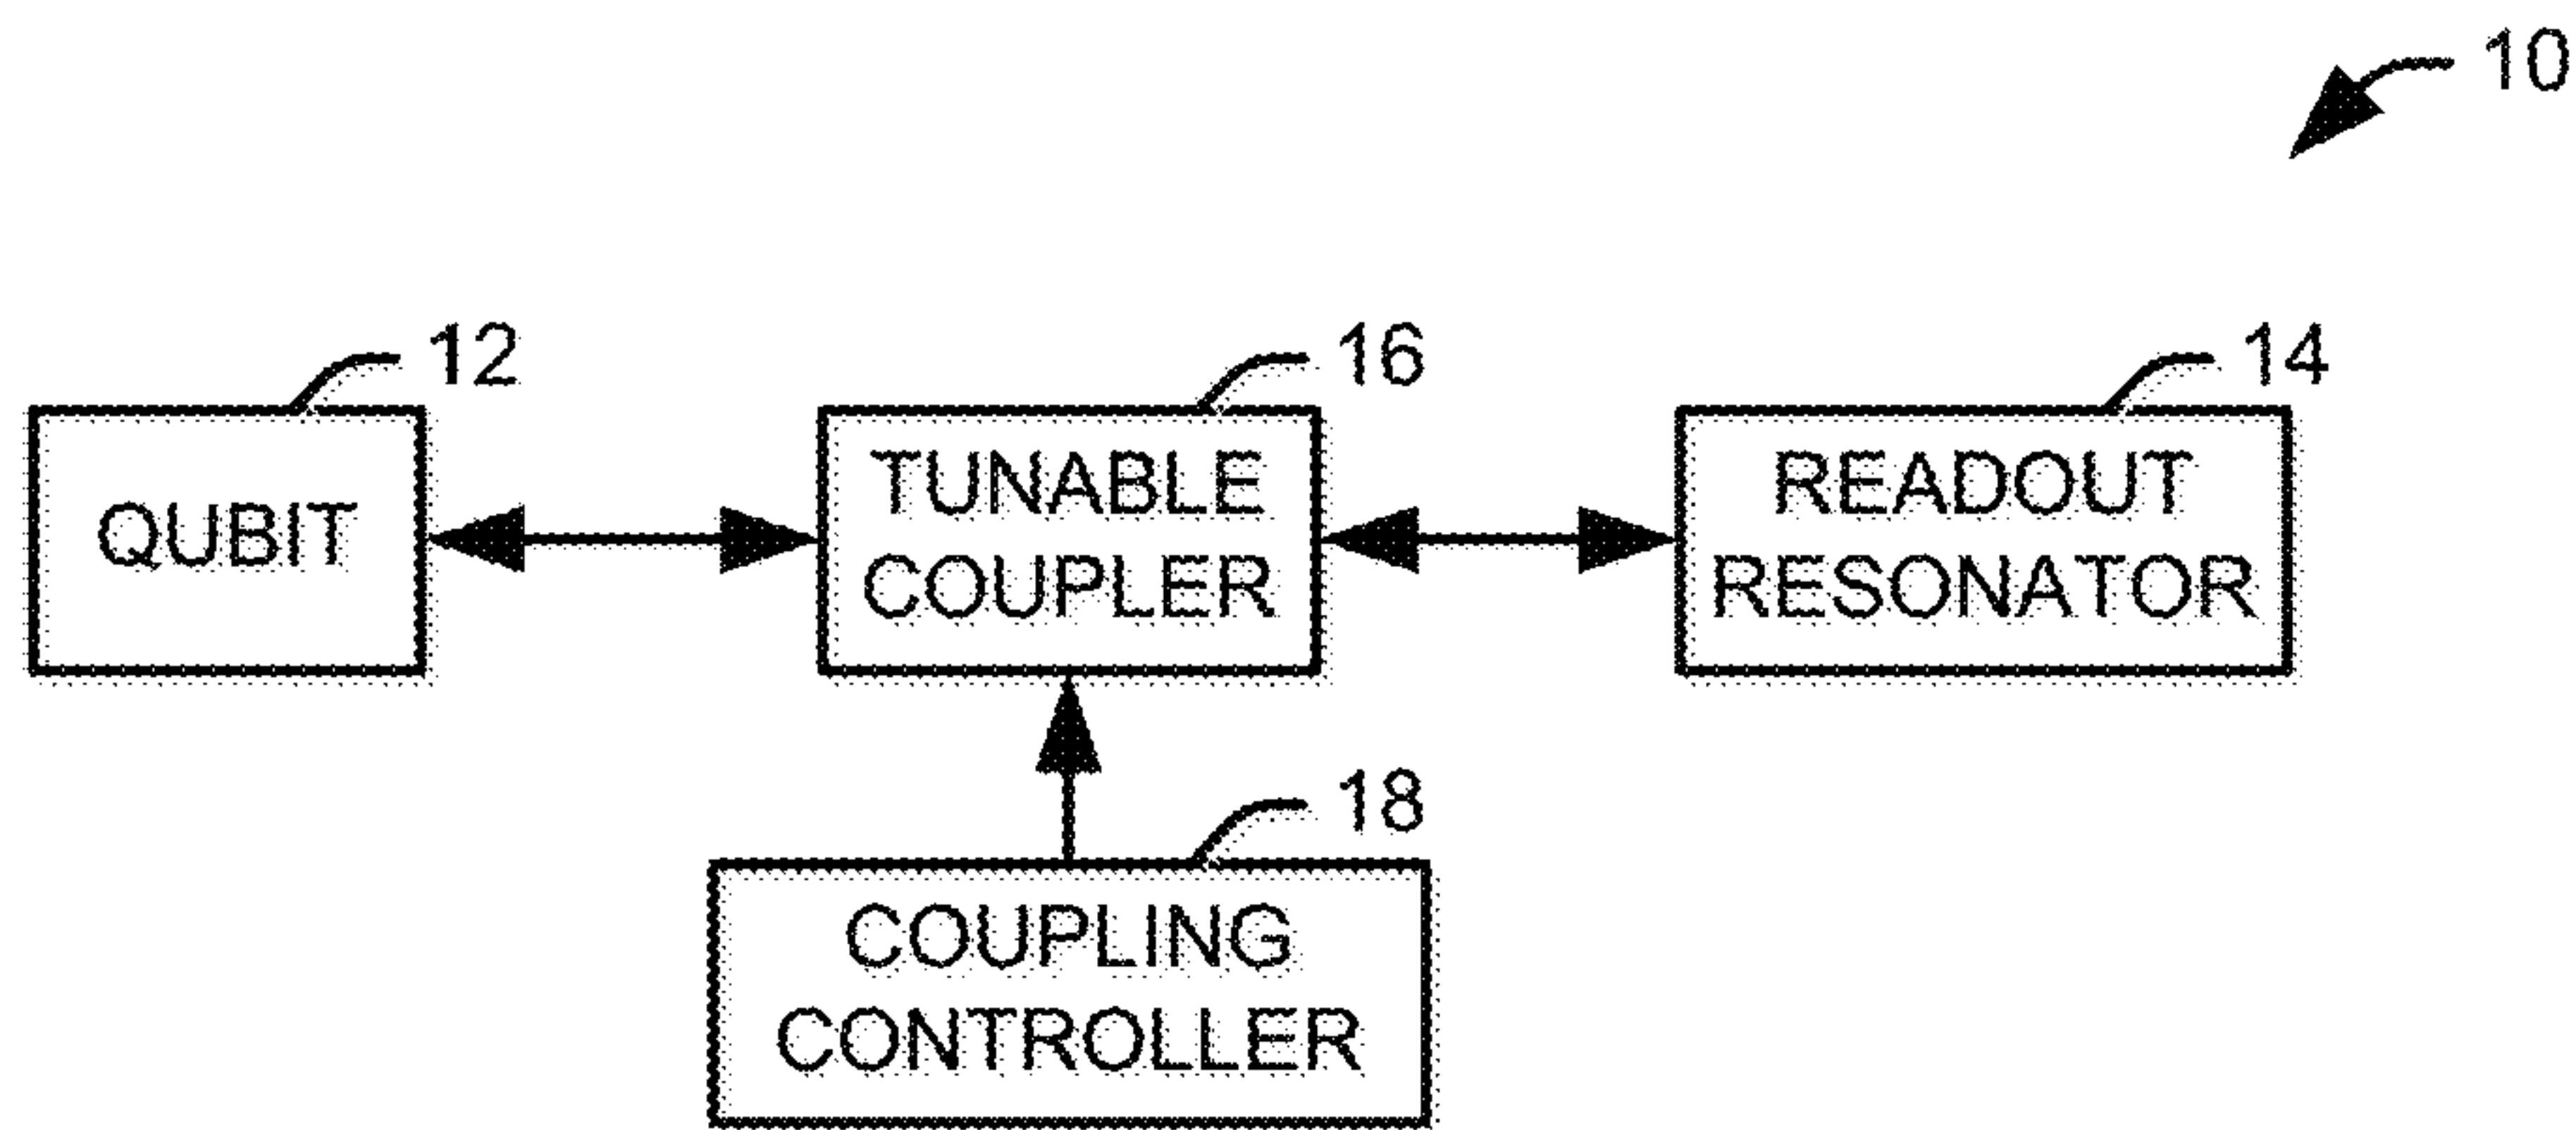 10
12
16
14
QUBIT
TUNABLE
COUPLER
READOUT
RESONATOR
18
COUPLING
CONTROLLER